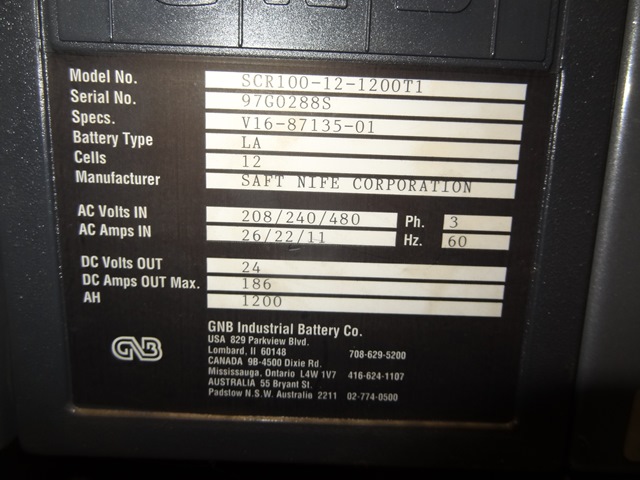 GNB
Model No. SCR100-12-1200T1
Serial No. 97G0288S
Specs. V16-87135-01
Battery Type LA
Cells 12
Manufacturer SAFT NIFE CORPORATION
AC Volts IN 208/240/480 Ph. 3
AC Amps IN 26/22/11 Hz. 60
DC Volts OUT 24
DC Amps OUT Max. 186
AH 1200
GNB Industrial Battery Co.
USA 829 Parkview Blvd.
Lombard, Il 60148 708-629-5200
CANADA 9B-4500 Dixie Rd.
Mississauga, Ontario L4W 1V7 416-624-1107
AUSTRALIA 55 Bryant St.
Padstow N.S.W. Australia 2211 02-774-0500
GNB